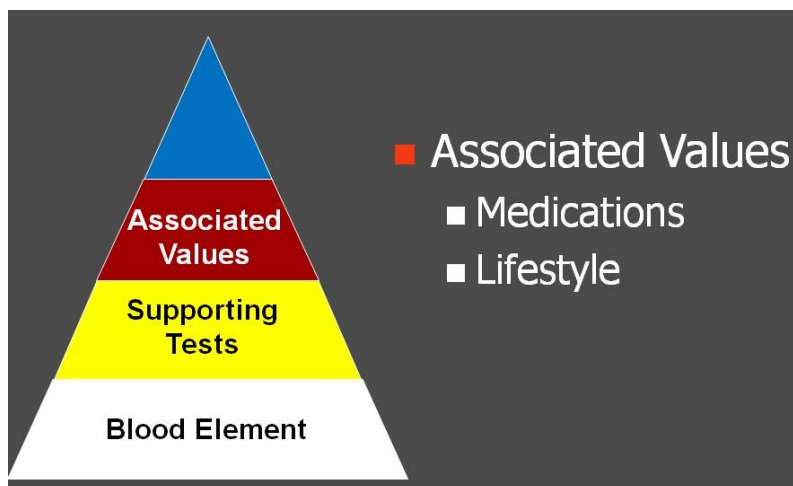 Associated
Values
Supporting
Tests
Blood Element
Associated Values
Medications
Lifestyle